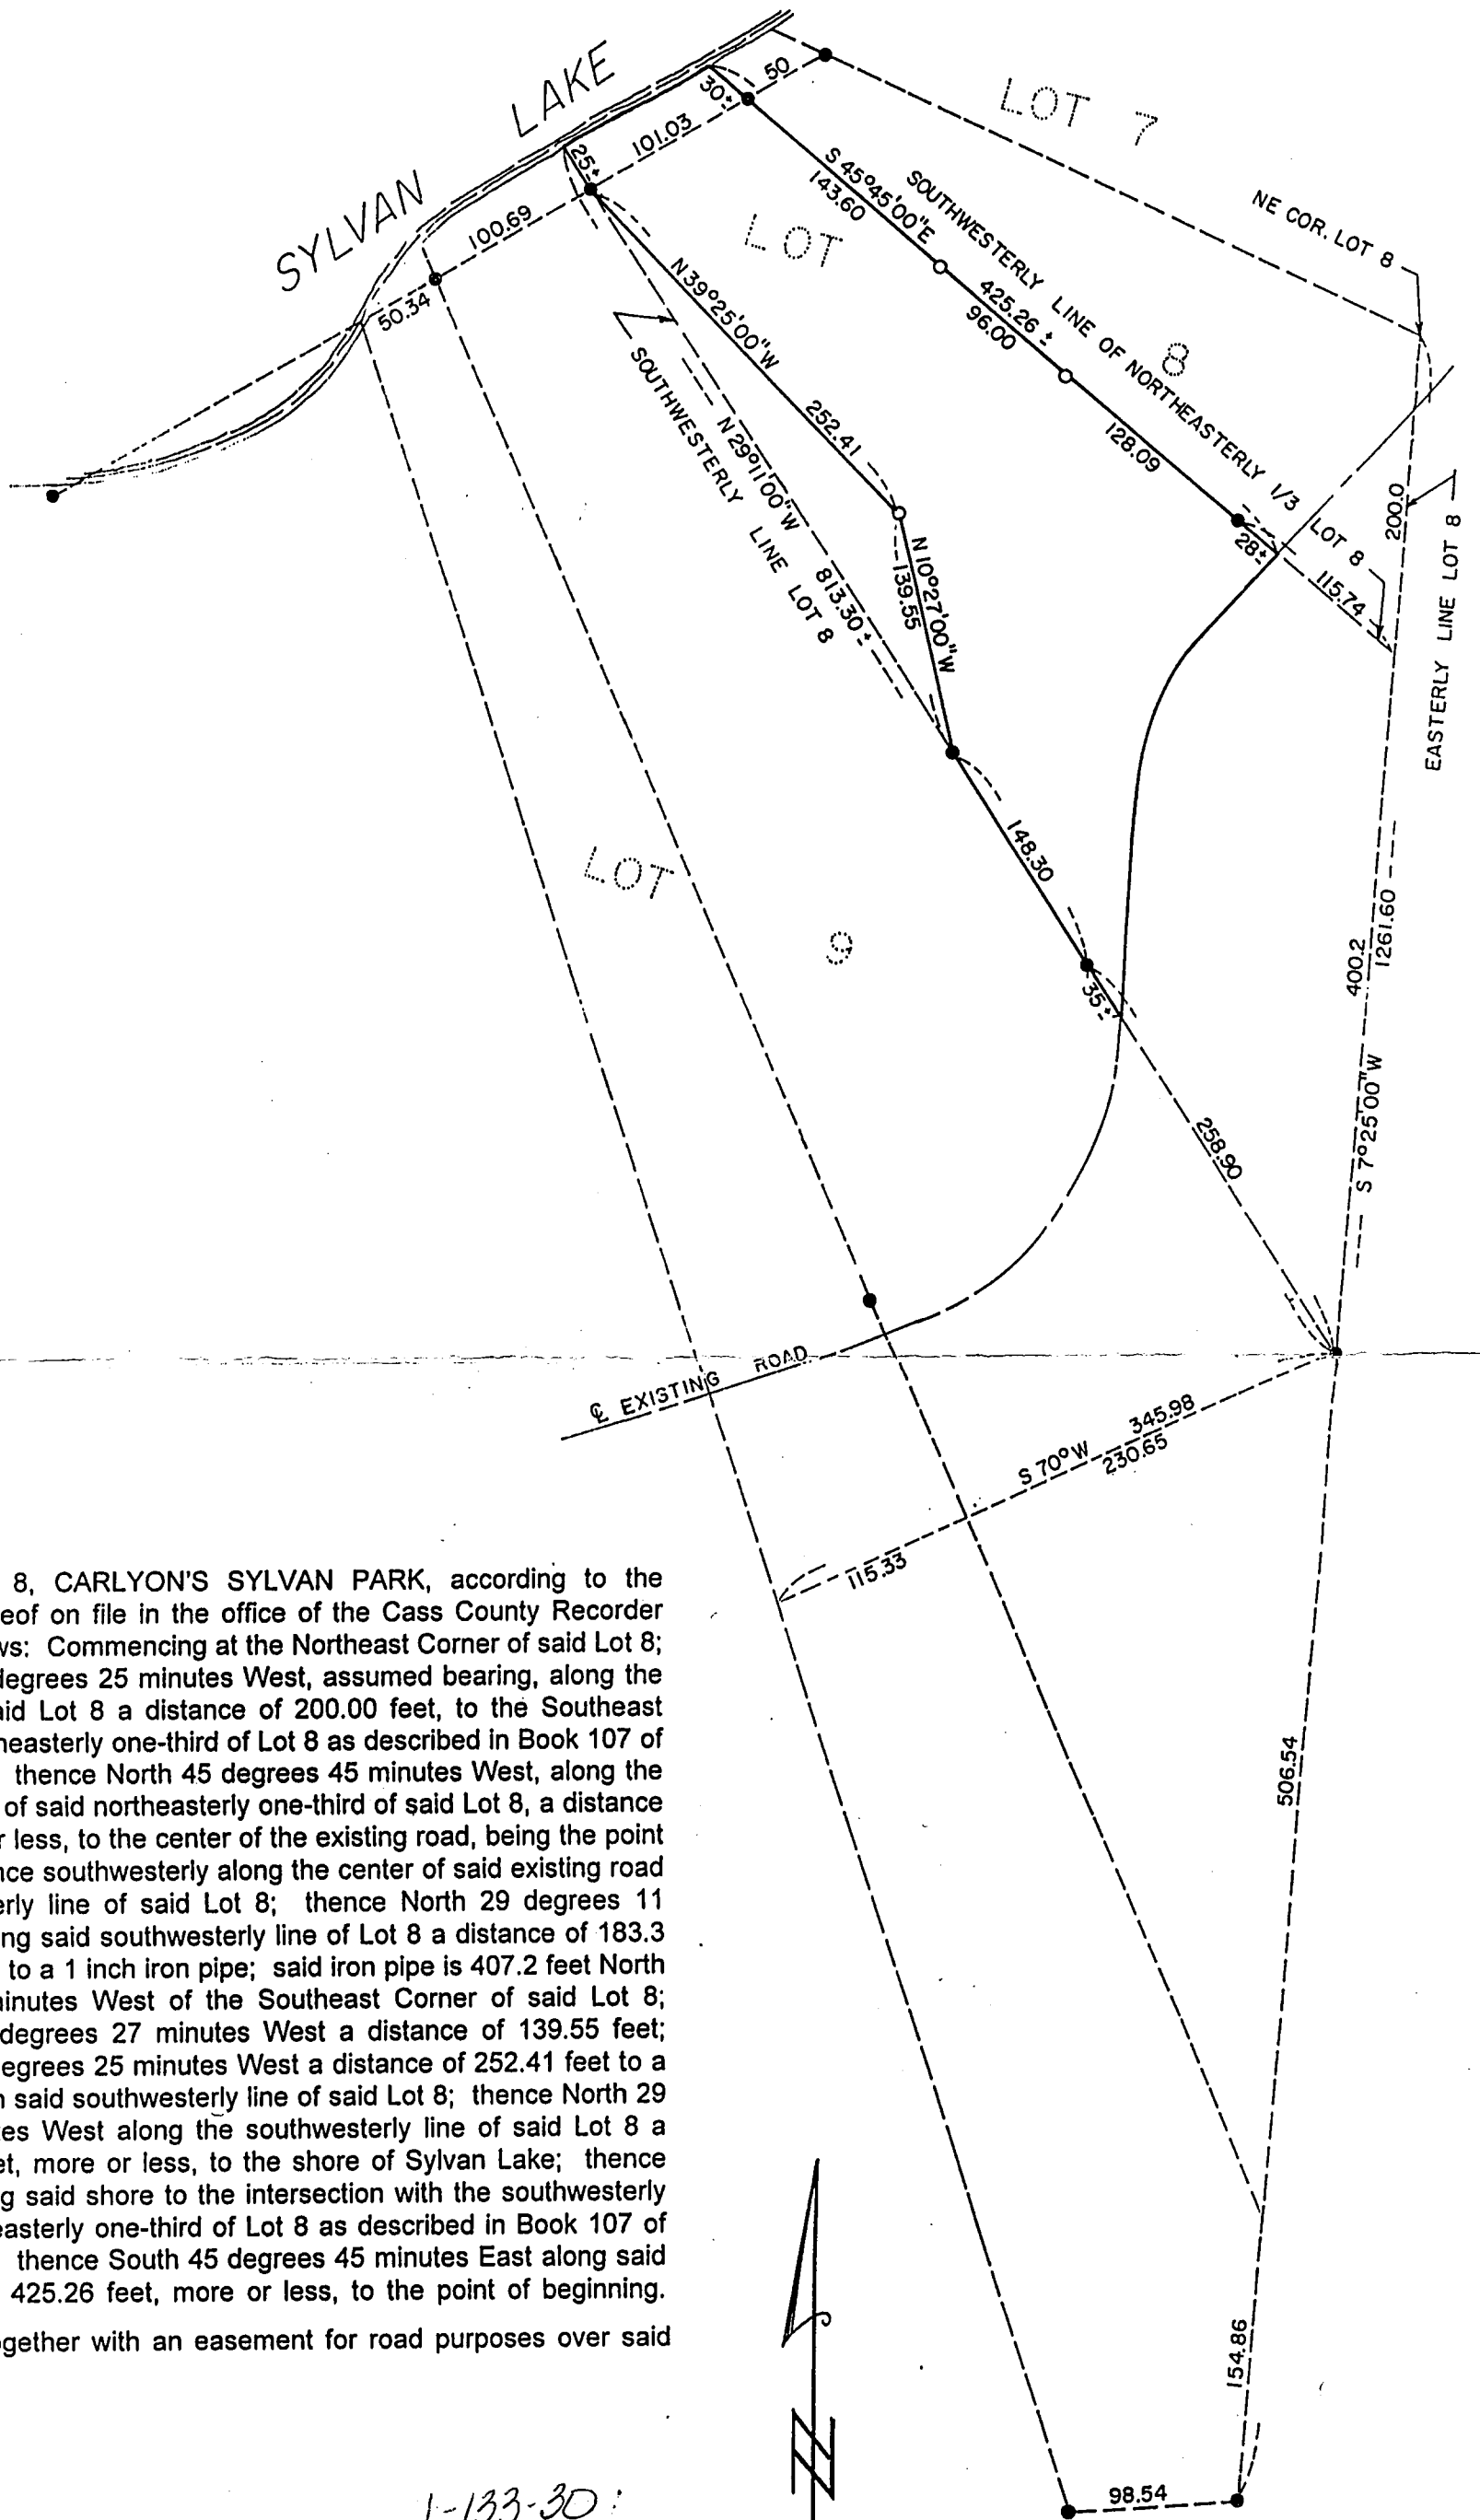 SYLVAN LAKE
LOT 7
50
30±
101.03
25±
100.69
50.34
S 45°45'00"E
143.60
SOUTHWESTERLY LINE OF NORTHEASTERLY 1/3 LOT 8
425.26±
96.00
128.09
28±
115.74
NE COR. LOT 8
LOT 8
200.0
EASTERLY LINE LOT 8
N39°25'00"W
252.41
SOUTHWESTERLY LINE LOT 8
N 29°11'00"W 813.30±
N 10°27'00"W
139.55
148.30
35±
LOT 9
400.2
1261.60
S 7°25'00"W
258.90
℄ EXISTING ROAD
S 70°W 345.98
230.65
115.33
506.54
154.86
98.54
8, CARLYON'S SYLVAN PARK, according to the
eof on file in the office of the Cass County Recorder
ws: Commencing at the Northeast Corner of said Lot 8;
degrees 25 minutes West, assumed bearing, along the
aid Lot 8 a distance of 200.00 feet, to the Southeast
heasterly one-third of Lot 8 as described in Book 107 of
thence North 45 degrees 45 minutes West, along the
of said northeasterly one-third of said Lot 8, a distance
r less, to the center of the existing road, being the point
nce southwesterly along the center of said existing road
erly line of said Lot 8; thence North 29 degrees 11
ng said southwesterly line of Lot 8 a distance of 183.3
to a 1 inch iron pipe; said iron pipe is 407.2 feet North
ninutes West of the Southeast Corner of said Lot 8;
degrees 27 minutes West a distance of 139.55 feet;
egrees 25 minutes West a distance of 252.41 feet to a
n said southwesterly line of said Lot 8; thence North 29
es West along the southwesterly line of said Lot 8 a
et, more or less, to the shore of Sylvan Lake; thence
g said shore to the intersection with the southwesterly
easterly one-third of Lot 8 as described in Book 107 of
thence South 45 degrees 45 minutes East along said
425.26 feet, more or less, to the point of beginning.
gether with an easement for road purposes over said
N
1-133-30: